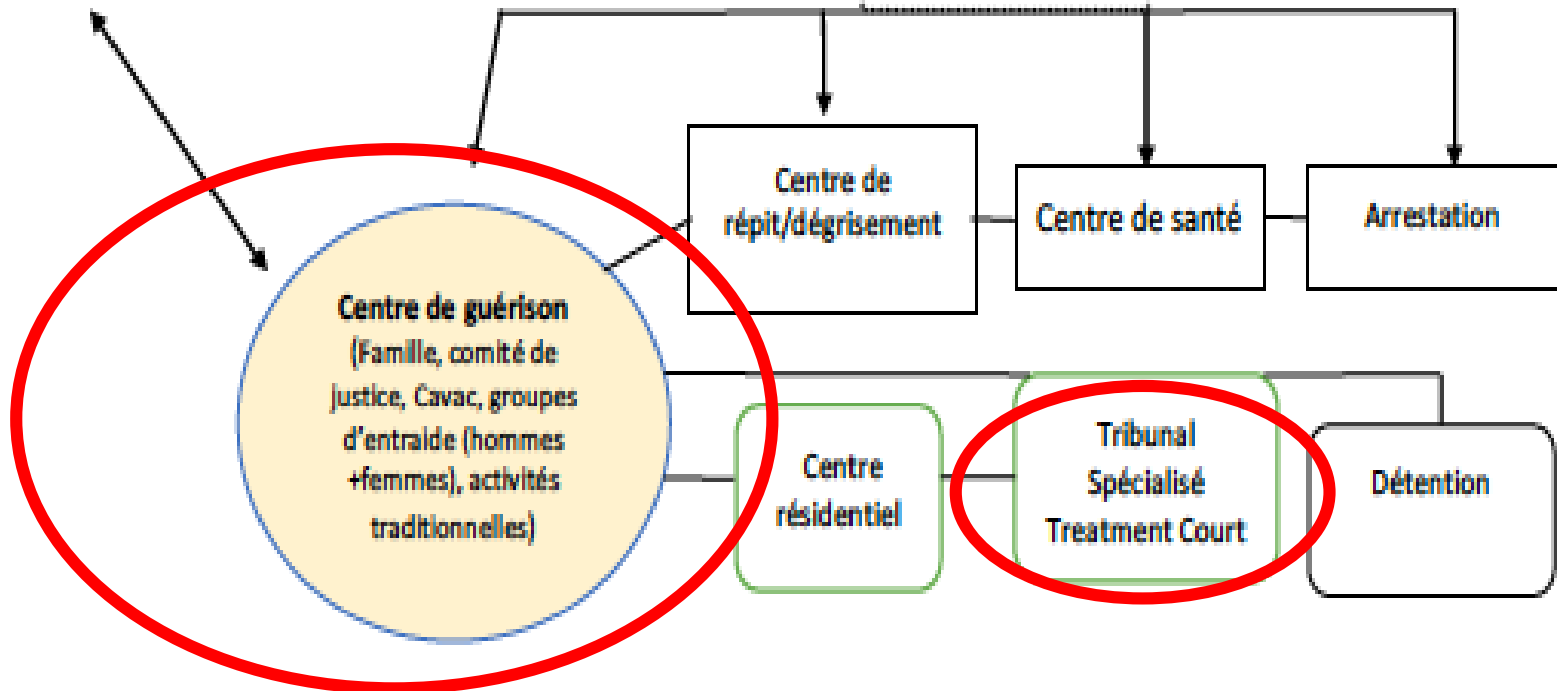 Centre de
répit/dégrisement
Centre de santé
Arrestation
Centre de guérison
(Famille, comité de
justice, Cavac, groupes
d'entraide (hommes
+femmes), activités
traditionnelles)
Centre
résidentiel
Tribunal
Spécialisé
Treatment Court
Détention